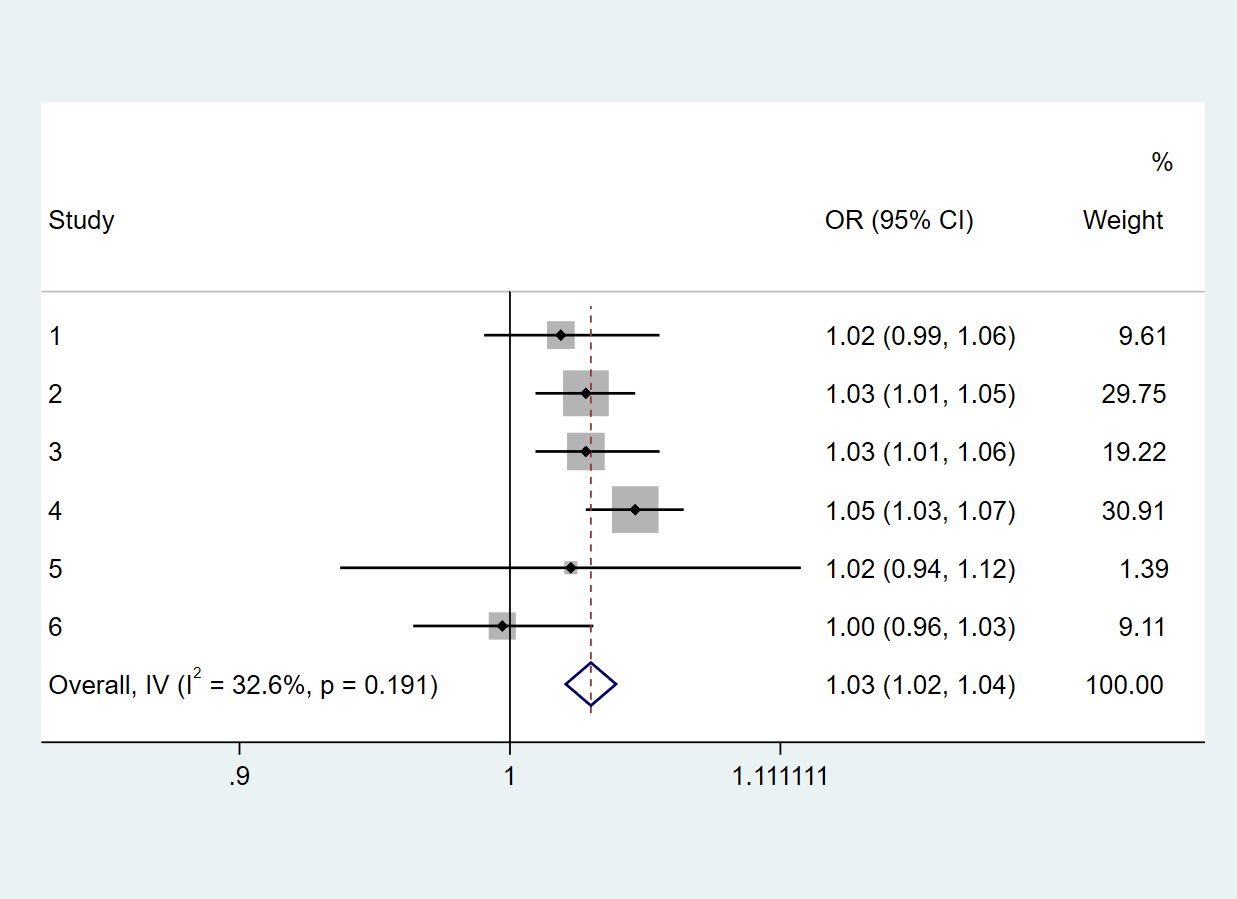 %
Study OR (95% CI) Weight
1 1.02 (0.99, 1.06) 9.61
2 1.03 (1.01, 1.05) 29.75
3 1.03 (1.01, 1.06) 19.22
4 1.05 (1.03, 1.07) 30.91
5 1.02 (0.94, 1.12) 1.39
6 1.00 (0.96, 1.03) 9.11
Overall, IV (I² = 32.6%, p = 0.191) 1.03 (1.02, 1.04) 100.00
.9 1 1.111111